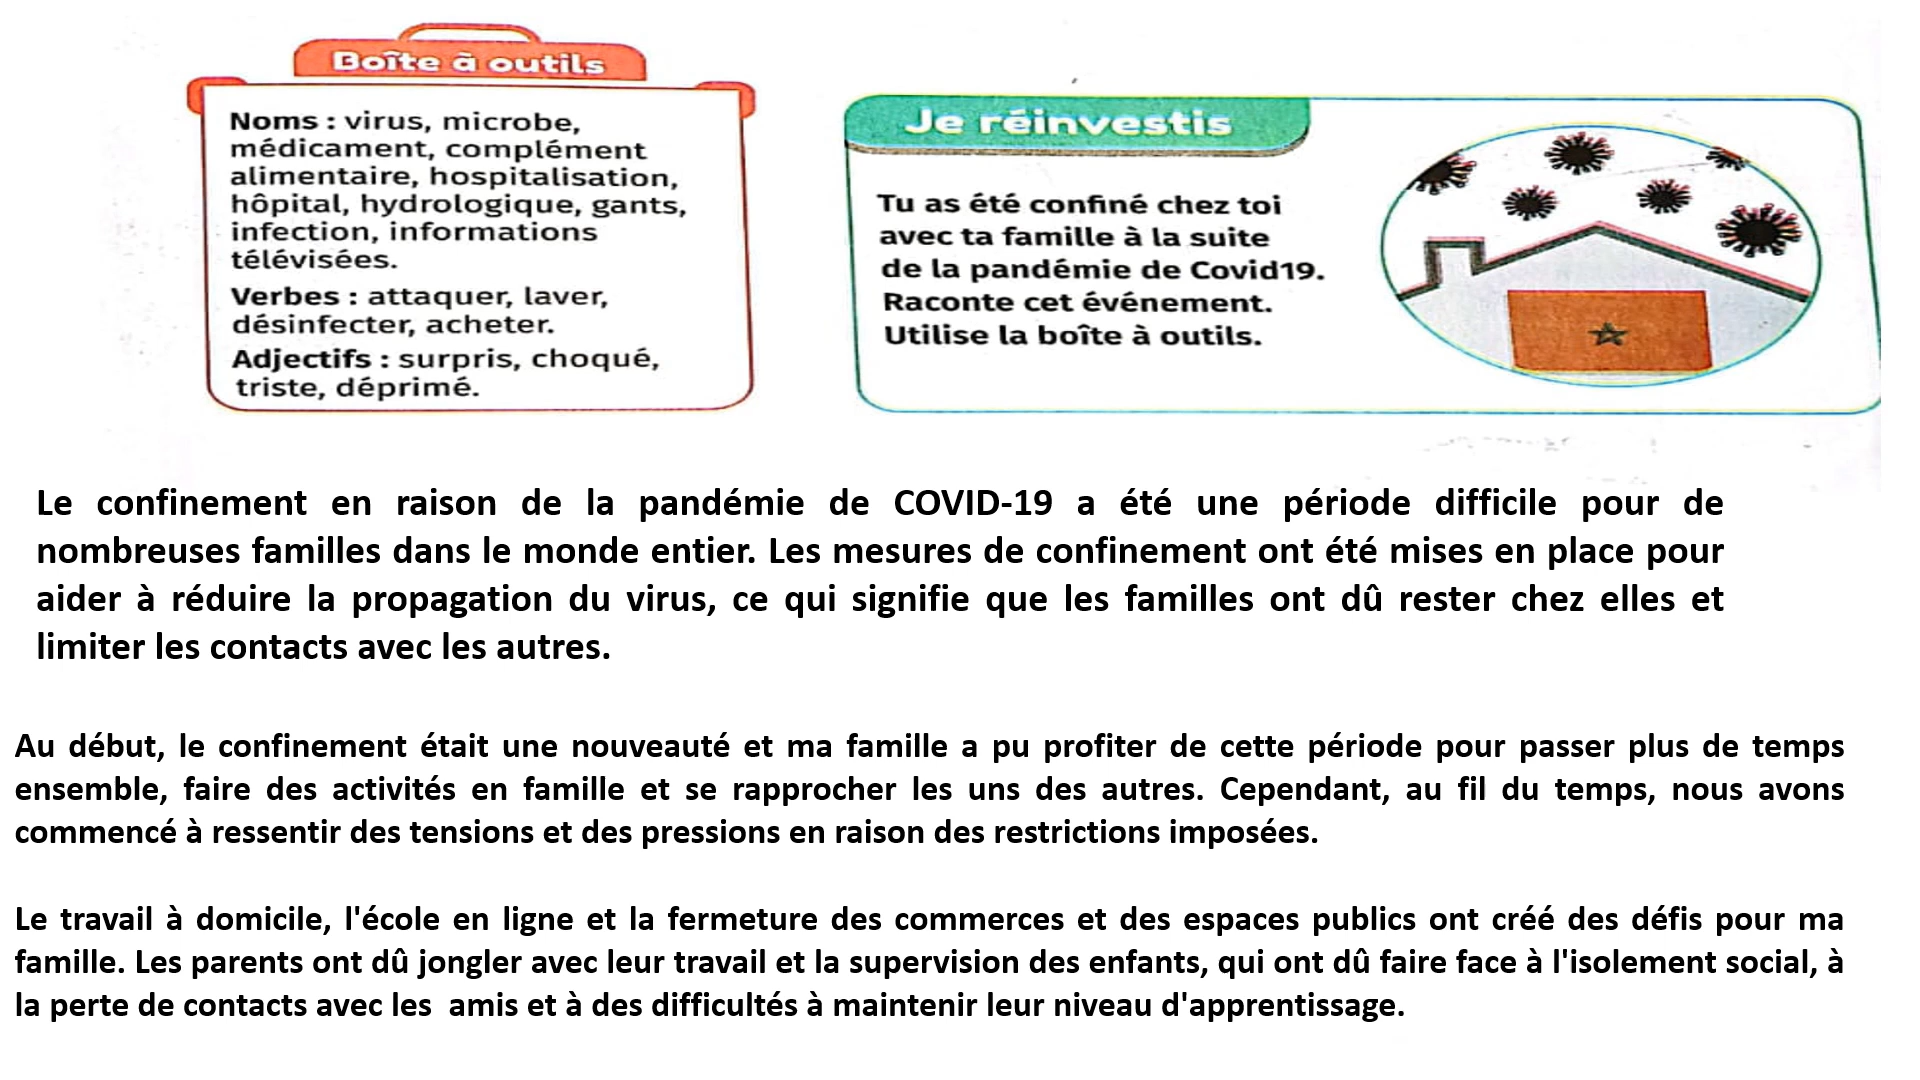 Boîte à outils
Noms : virus, microbe,
médicament, complément
alimentaire, hospitalisation,
hôpital, hydrologique, gants,
infection, informations
télévisées.
Verbes : attaquer, laver,
désinfecter, acheter.
Adjectifs : surpris, choqué,
triste, déprimé.
Je réinvestis
Tu as été confiné chez toi
avec ta famille à la suite
de la pandémie de Covid19.
Raconte cet événement.
Utilise la boîte à outils.
Le confinement en raison de la pandémie de COVID-19 a été une période difficile pour de
nombreuses familles dans le monde entier. Les mesures de confinement ont été mises en place pour
aider à réduire la propagation du virus, ce qui signifie que les familles ont dû rester chez elles et
limiter les contacts avec les autres.
Au début, le confinement était une nouveauté et ma famille a pu profiter de cette période pour passer plus de temps
ensemble, faire des activités en famille et se rapprocher les uns des autres. Cependant, au fil du temps, nous avons
commencé à ressentir des tensions et des pressions en raison des restrictions imposées.
Le travail à domicile, l'école en ligne et la fermeture des commerces et des espaces publics ont créé des défis pour ma
famille. Les parents ont dû jongler avec leur travail et la supervision des enfants, qui ont dû faire face à l'isolement social, à
la perte de contacts avec les  amis et à des difficultés à maintenir leur niveau d'apprentissage.